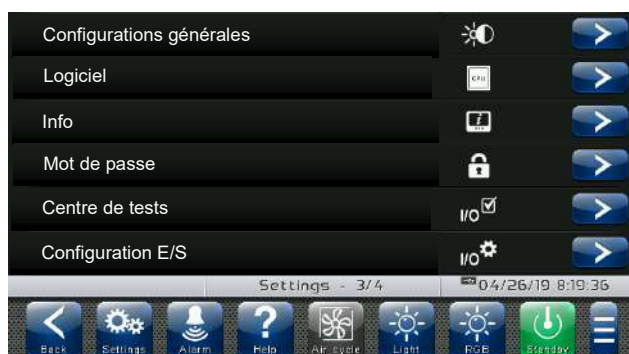 Configurations générales
Logiciel
CPU
Info
i
Mot de passe
Centre de tests
I/O
Configuration E/S
I/O
Settings - 3/4 04/26/19 8:19:36
Back Settings Alarm Help Air cycle Light RGB Standby